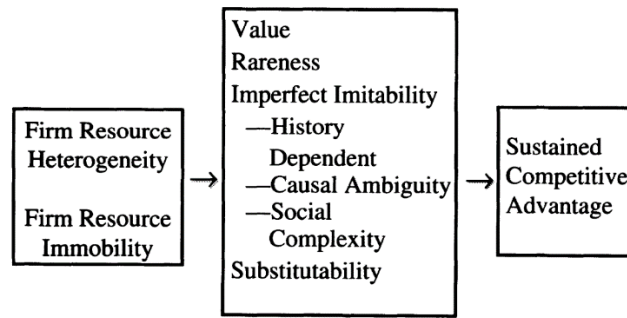 Firm Resource
Heterogeneity
Firm Resource
Immobility
Value
Rareness
Imperfect Imitability
—History
Dependent
—Causal Ambiguity
—Social
Complexity
Substitutability
Sustained
Competitive
Advantage